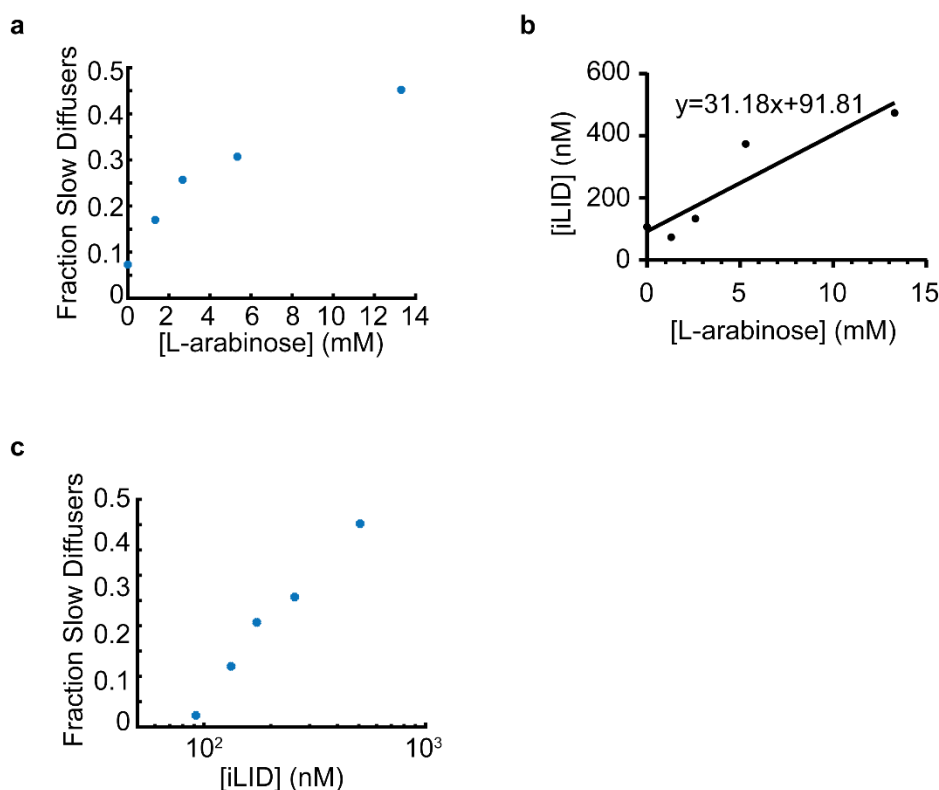 a
Fraction Slow Diffusers
0.5
0.4
0.3
0.2
0.1
0
0 2 4 6 8 10 12 14
[L-arabinose] (mM)
b
[iLID] (nM)
600
400
200
0
y=31.18x+91.81
0 5 10 15
[L-arabinose] (mM)
c
Fraction Slow Diffusers
0.5
0.4
0.3
0.2
0.1
0
10² 10³
[iLID] (nM)